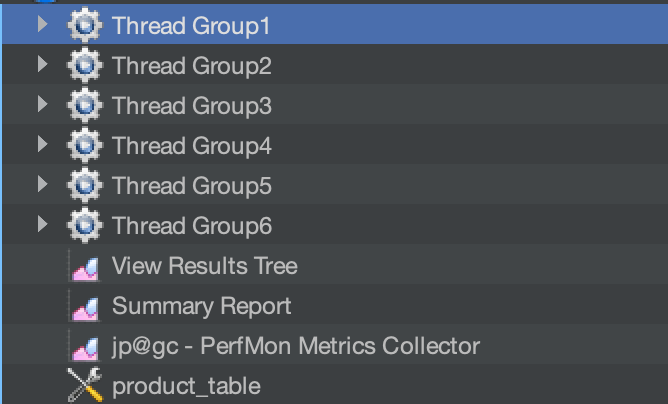 Thread Group1
Thread Group2
Thread Group3
Thread Group4
Thread Group5
Thread Group6
View Results Tree
Summary Report
jp@gc - PerfMon Metrics Collector
product_table